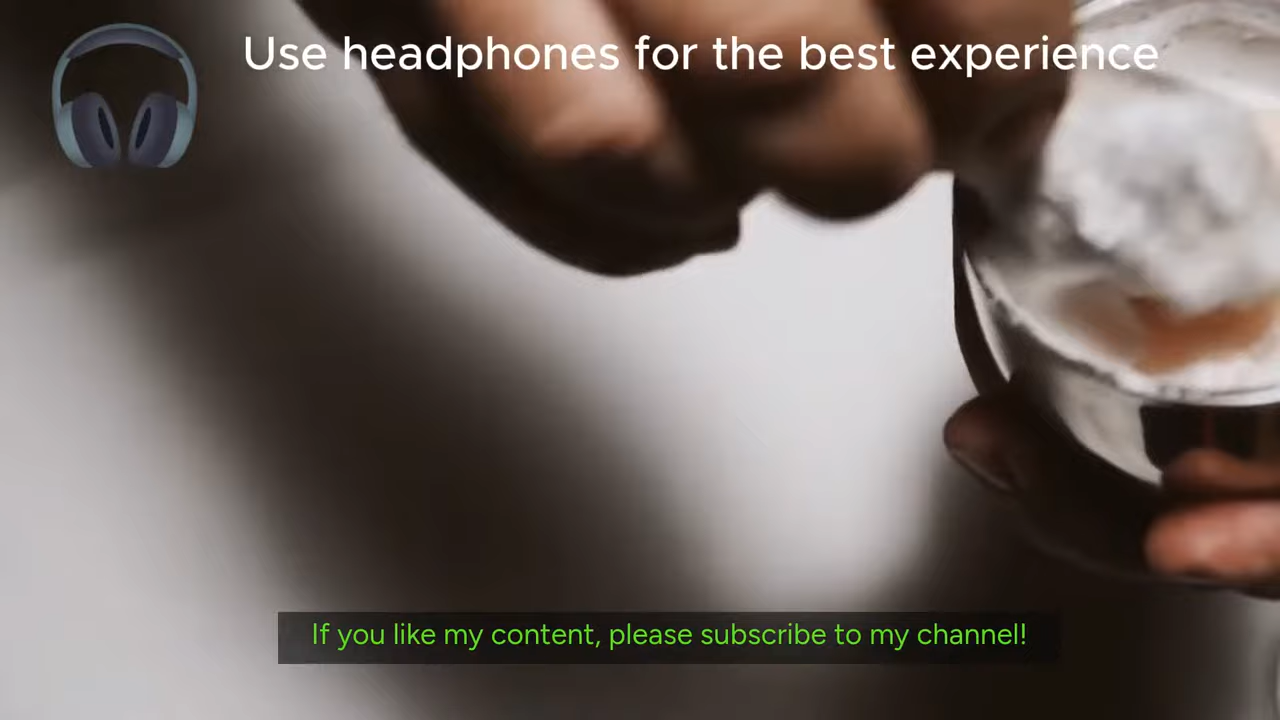 Use headphones for the best experience
If you like my content, please subscribe to my channel!